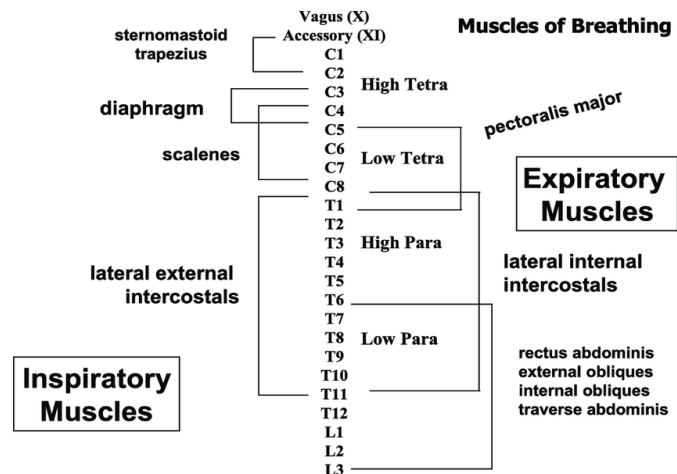 Vagus (X)
Accessory (XI)
Muscles of Breathing
sternomastoid
trapezius
C1
C2
C3
C4
C5
C6
C7
C8
T1
T2
T3
T4
T5
T6
T7
T8
T9
T10
T11
T12
L1
L2
L3
High Tetra
Low Tetra
High Para
Low Para
diaphragm
scalenes
lateral external
intercostals
Inspiratory
Muscles
pectoralis major
Expiratory
Muscles
lateral internal
intercostals
rectus abdominis
external obliques
internal obliques
traverse abdominis